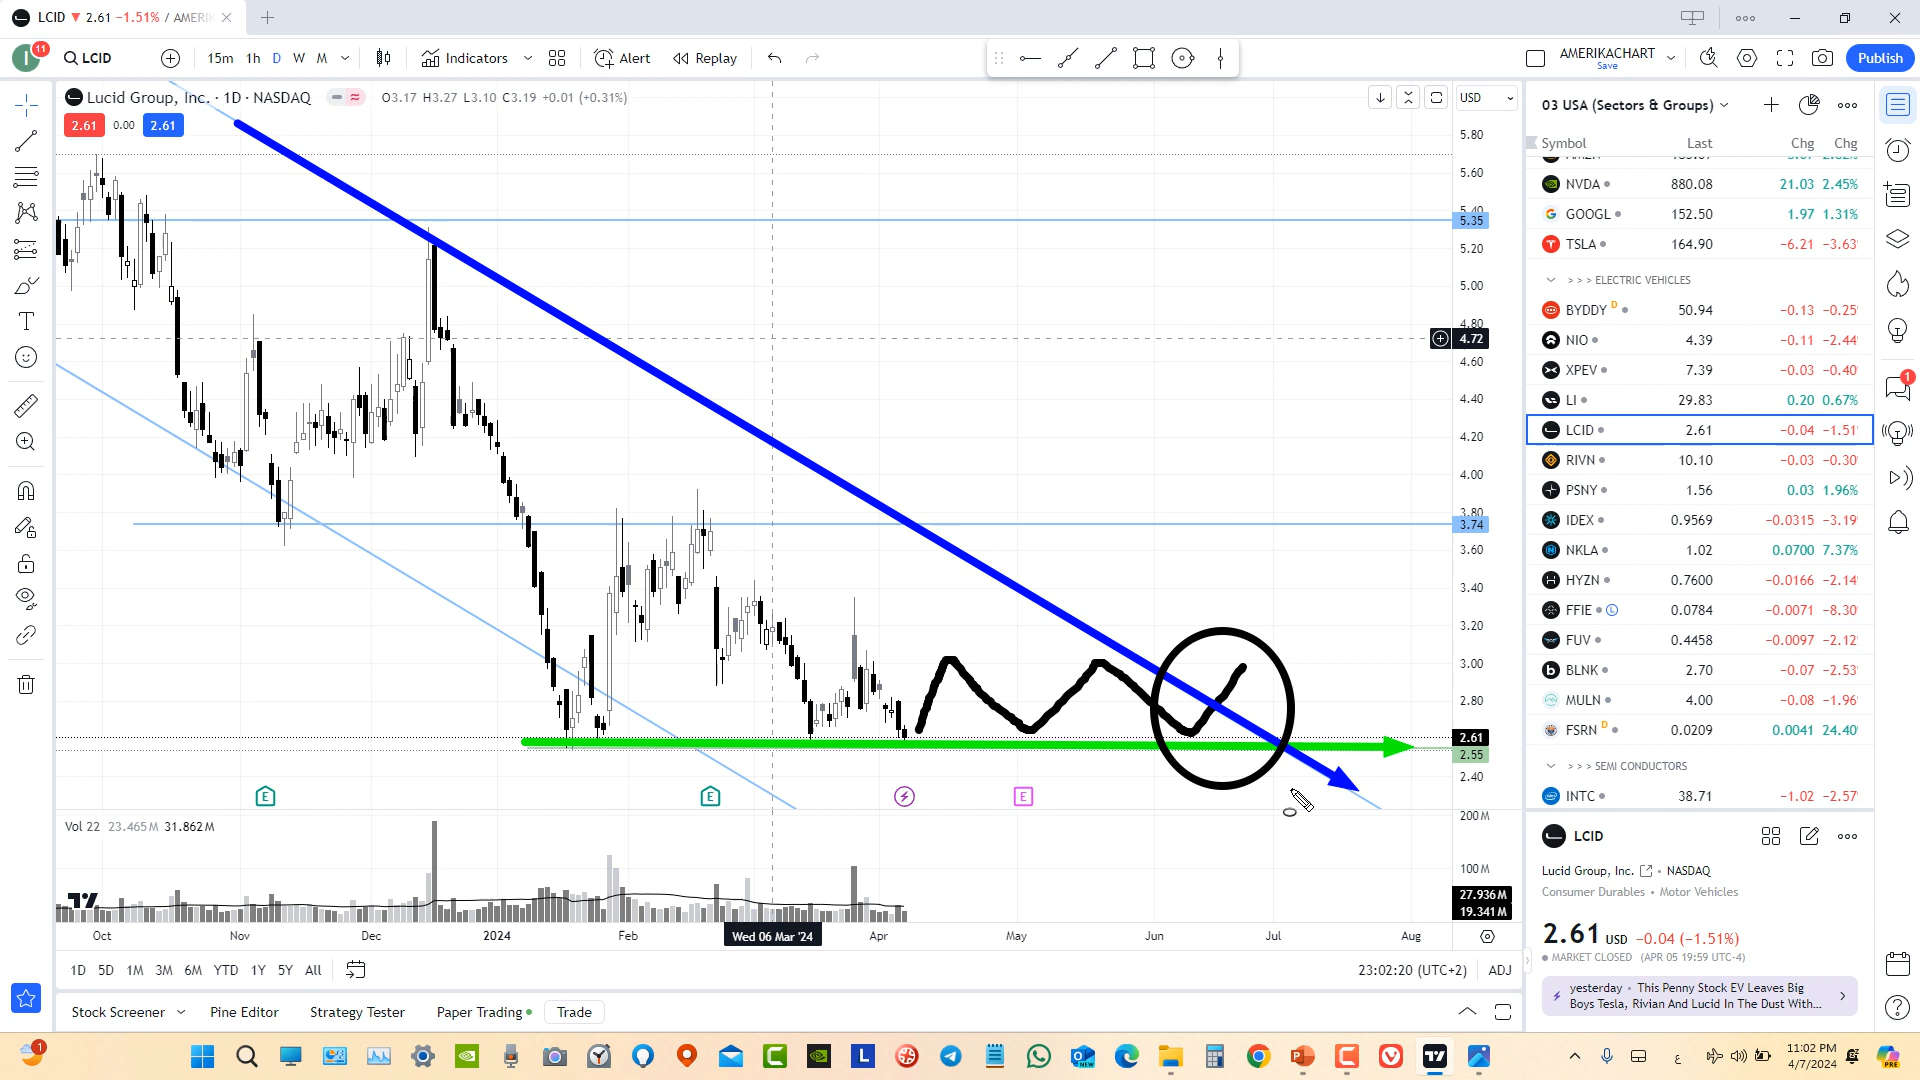 LCID ▼ 2.61 −1.51% / AMERI
I 11 LCID 15m 1h D W M Indicators Alert Replay AMERIKACHART Save Publish
Lucid Group, Inc. · 1D · NASDAQ O3.17 H3.27 L3.10 C3.19 +0.01 (+0.31%) USD
2.61 0.00 2.61
5.80
5.60
5.40
5.35
5.20
5.00
4.80
4.72
4.60
4.40
4.20
4.00
3.80
3.74
3.60
3.40
3.20
3.00
2.80
2.61
2.55
2.40
E E E
Vol 22 23.465M 31.862M
200M
100M
27.936M
19.341M
Oct Nov Dec 2024 Feb Wed 06 Mar '24 Apr May Jun Jul Aug
1D 5D 1M 3M 6M YTD 1Y 5Y All 23:02:20 (UTC+2) ADJ
Stock Screener Pine Editor Strategy Tester Paper Trading Trade
03 USA (Sectors & Groups)
Symbol Last Chg Chg
NVDA 880.08 21.03 2.45%
GOOGL 152.50 1.97 1.31%
TSLA 164.90 −6.21 −3.63
> > > ELECTRIC VEHICLES
BYDDY D 50.94 −0.13 −0.25
NIO 4.39 −0.11 −2.44
XPEV 7.39 −0.03 −0.40
LI 29.83 0.20 0.67%
LCID 2.61 −0.04 −1.51
RIVN 10.10 −0.03 −0.30
PSNY 1.56 0.03 1.96%
IDEX 0.9569 −0.0315 −3.19
NKLA 1.02 0.0700 7.37%
HYZN 0.7600 −0.0166 −2.14
FFIE L 0.0784 −0.0071 −8.30
FUV 0.4458 −0.0097 −2.12
BLNK 2.70 −0.07 −2.53
MULN 4.00 −0.08 −1.96
FSRN D 0.0209 0.0041 24.40
> > > SEMI CONDUCTORS
INTC 38.71 −1.02 −2.57
LCID
Lucid Group, Inc. • NASDAQ
Consumer Durables • Motor Vehicles
2.61 USD −0.04 (−1.51%)
MARKET CLOSED (APR 05 19:59 UTC-4)
yesterday • This Penny Stock EV Leaves Big
Boys Tesla, Rivian And Lucid In The Dust With...
1
1
11:02 PM
4/7/2024